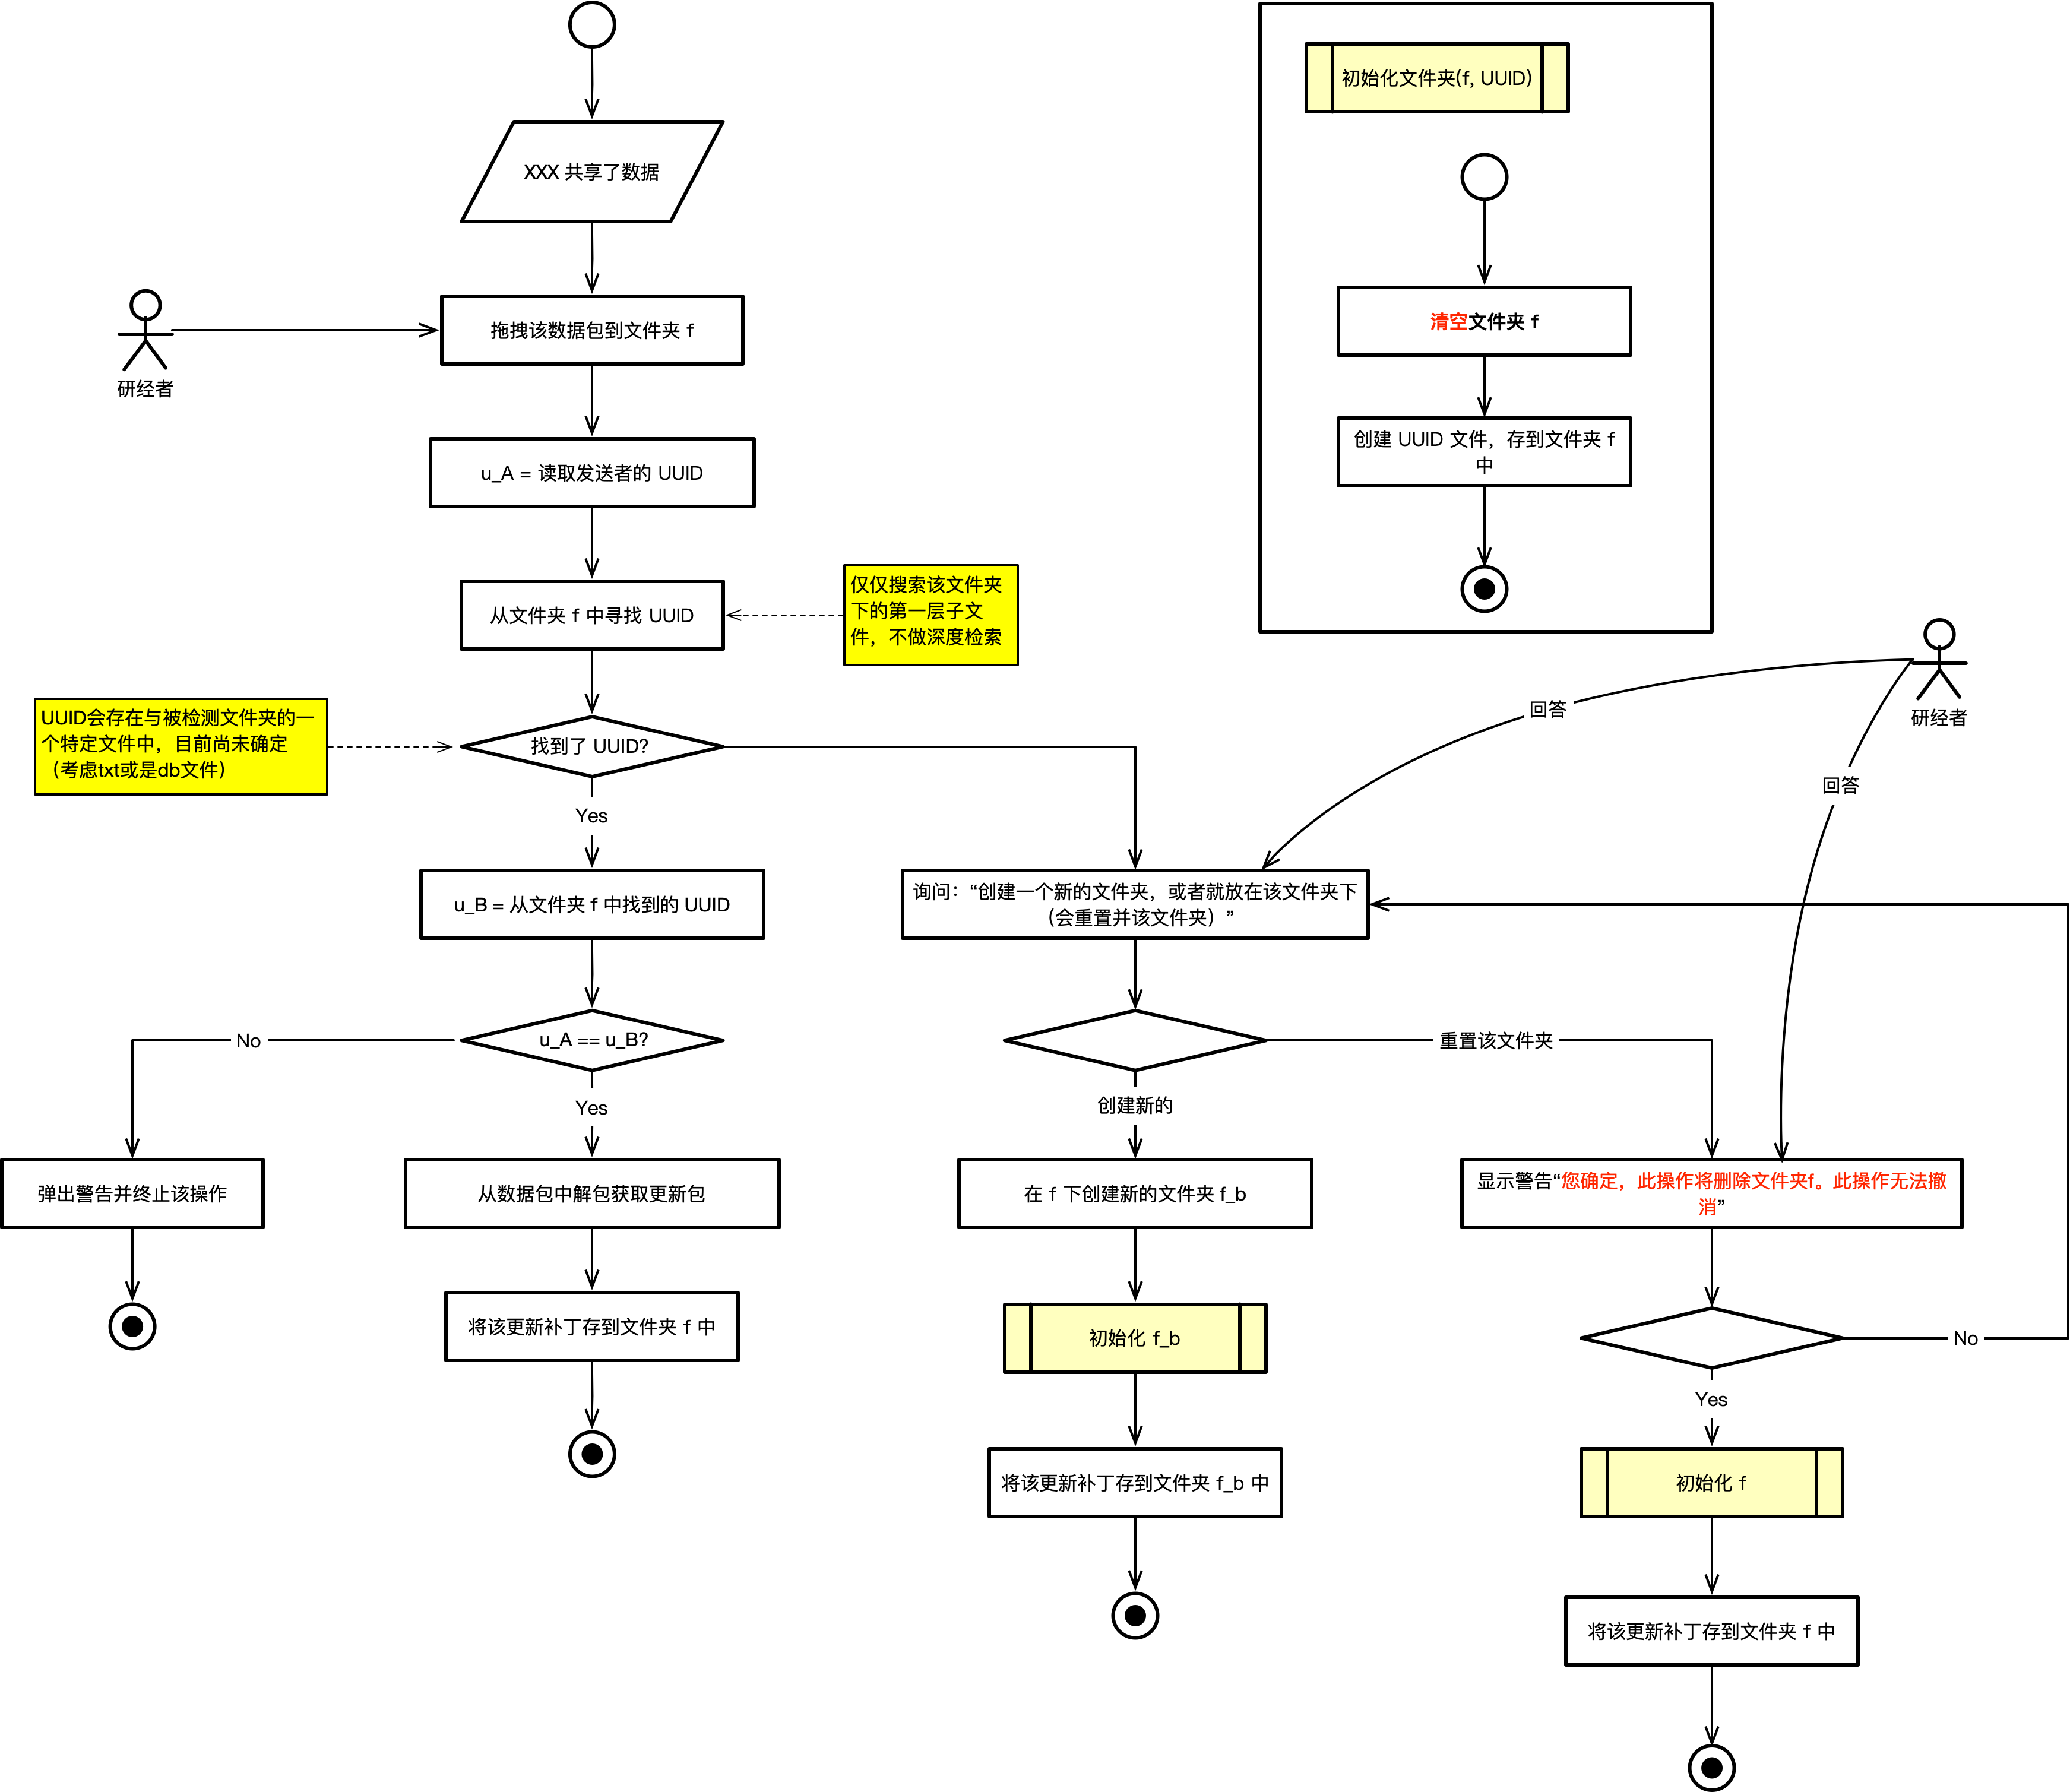 初始化文件夹(f, UUID)
XXX 共享了数据
拖拽该数据包到文件夹 f
清空文件夹 f
研经者
创建 UUID 文件，存到文件夹 f
中
u_A = 读取发送者的 UUID
从文件夹 f 中寻找 UUID
仅仅搜索该文件夹
下的第一层子文
件，不做深度检索
研经者
回答
UUID会存在与被检测文件夹的一
个特定文件中，目前尚未确定
（考虑txt或是db文件）
找到了 UUID?
回答
Yes
u_B = 从文件夹 f 中找到的 UUID
询问：“创建一个新的文件夹，或者就放在该文件夹下
（会重置并该文件夹）”
No
u_A == u_B?
重置该文件夹
Yes
创建新的
弹出警告并终止该操作
从数据包中解包获取更新包
在 f 下创建新的文件夹 f_b
显示警告“您确定，此操作将删除文件夹f。此操作无法撤
消”
将该更新补丁存到文件夹 f 中
初始化 f_b
No
Yes
将该更新补丁存到文件夹 f_b 中
初始化 f
将该更新补丁存到文件夹 f 中